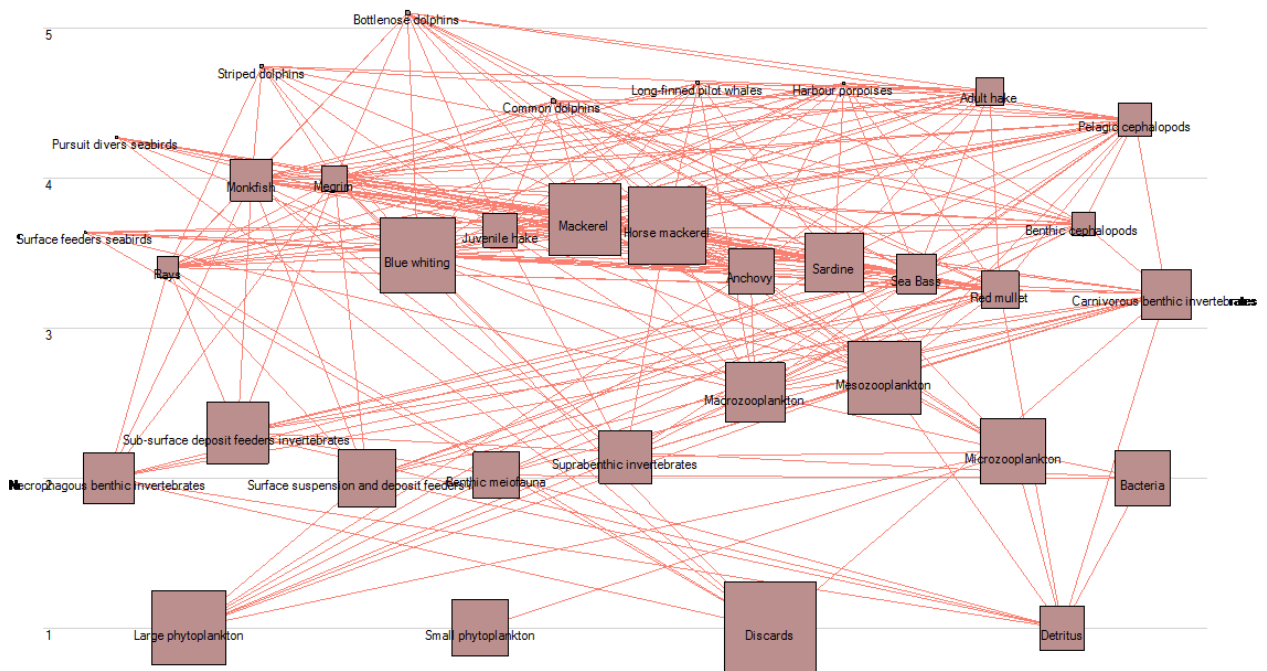 5
Bottlenose dolphins
Striped dolphins
Long-finned pilot whales
Harbour porpoises
Adult hake
Common dolphins
Pelagic cephalopods
Pursuit divers seabirds
4
Monkfish
Megrim
Mackerel
Horse mackerel
Benthic cephalopods
Surface feeders seabirds
Juvenile hake
Blue whiting
Rays
Anchovy
Sardine
Sea Bass
Red mullet
Carnivorous benthic invertebrates
3
Mesozooplankton
Macrozooplankton
Sub-surface deposit feeders invertebrates
Suprabenthic invertebrates
Microzooplankton
2
Necrophagous benthic invertebrates
Surface suspension and deposit feeders
Benthic meiofauna
Bacteria
1
Large phytoplankton
Small phytoplankton
Discards
Detritus